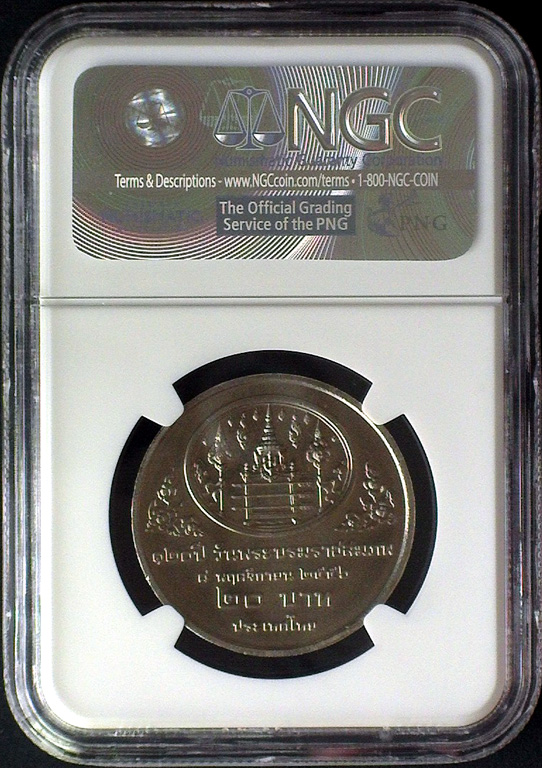 NGC
Numismatic Guaranty Corporation
Terms & Descriptions - www.NGCcoin.com/terms • 1-800-NGC-COIN
The Official Grading
Service of the PNG
PNG
๑๒๐ปี วันพระบรมราชสมภพ
๘ พฤศจิกายน ๒๕๕๖
๒๐ บาท
ประเทศไทย